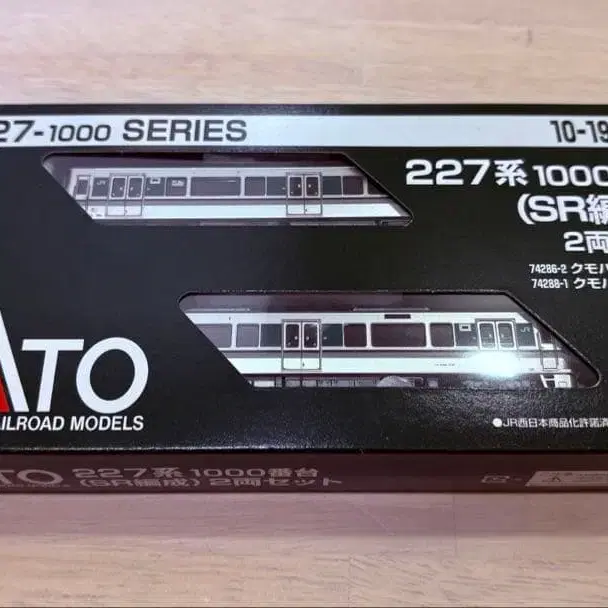 27-1000 SERIES
10-19
227系 1000
(SR編
2両
74286-2 クモハ
74288-1 クモハ
ATO
AILROAD MODELS
●JR西日本商品化許諾済
ATO 227系 1000番台
(SR編成) 2両セット